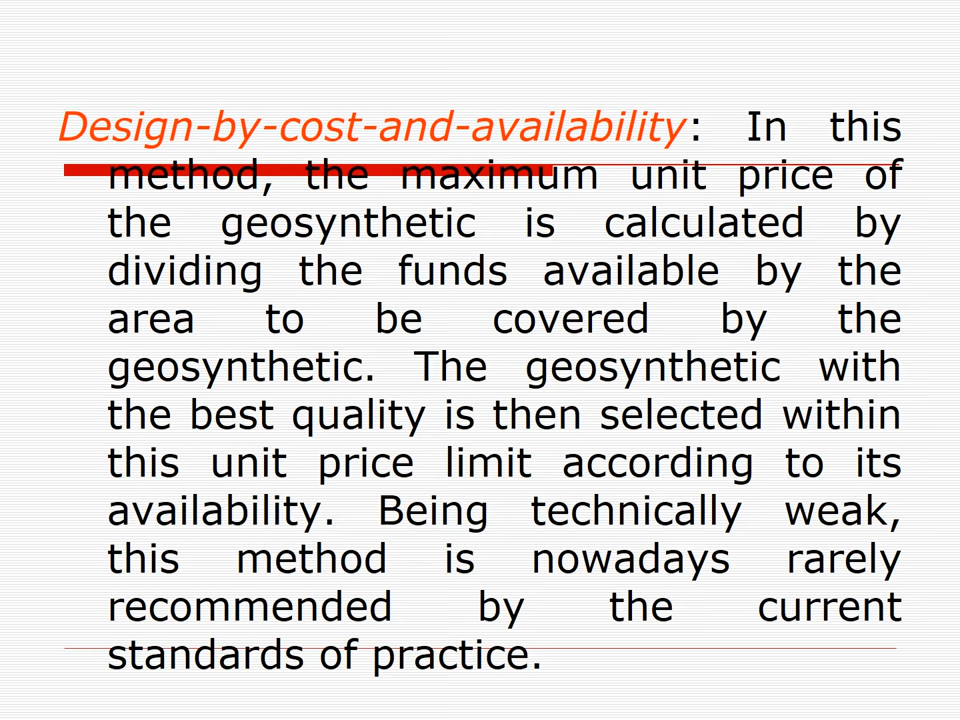 Design-by-cost-and-availability: In this
method, the maximum unit price of
the geosynthetic is calculated by
dividing the funds available by the
area to be covered by the
geosynthetic. The geosynthetic with
the best quality is then selected within
this unit price limit according to its
availability. Being technically weak,
this method is nowadays rarely
recommended by the current
standards of practice.